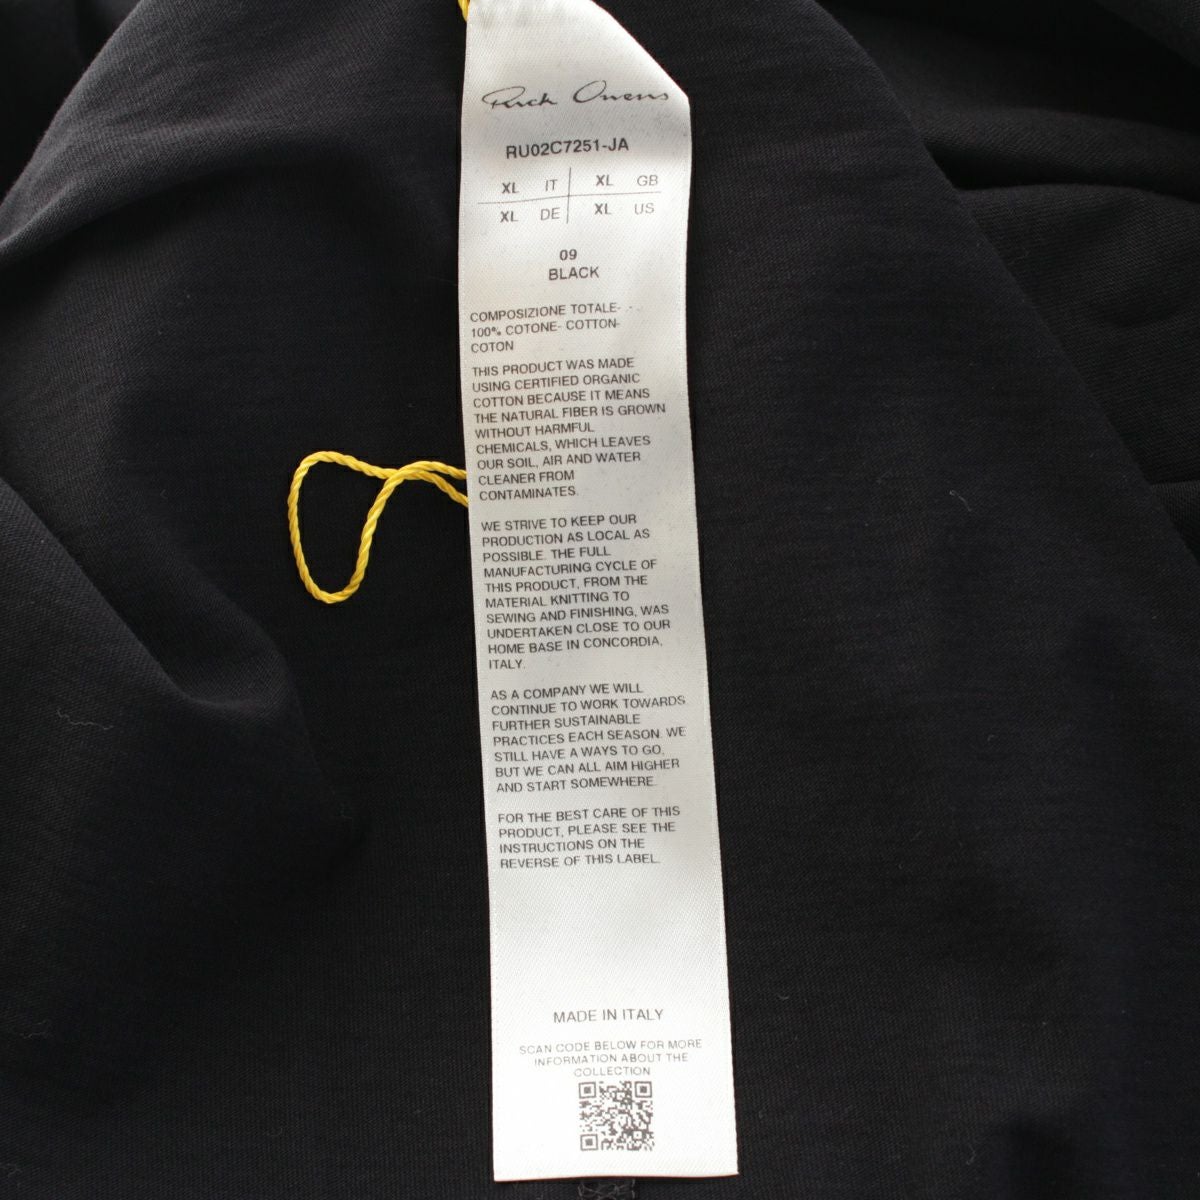 Rick Owens
RU02C7251-JA
XL IT XL GB
XL DE XL US
09
BLACK
COMPOSIZIONE TOTALE-
100% COTONE- COTTON-
COTON
THIS PRODUCT WAS MADE
USING CERTIFIED ORGANIC
COTTON BECAUSE IT MEANS
THE NATURAL FIBER IS GROWN
WITHOUT HARMFUL
CHEMICALS, WHICH LEAVES
OUR SOIL, AIR AND WATER
CLEANER FROM
CONTAMINATES.
WE STRIVE TO KEEP OUR
PRODUCTION AS LOCAL AS
POSSIBLE. THE FULL
MANUFACTURING CYCLE OF
THIS PRODUCT, FROM THE
MATERIAL KNITTING TO
SEWING AND FINISHING, WAS
UNDERTAKEN CLOSE TO OUR
HOME BASE IN CONCORDIA,
ITALY.
AS A COMPANY WE WILL
CONTINUE TO WORK TOWARDS
FURTHER SUSTAINABLE
PRACTICES EACH SEASON. WE
STILL HAVE A WAYS TO GO,
BUT WE CAN ALL AIM HIGHER
AND START SOMEWHERE.
FOR THE BEST CARE OF THIS
PRODUCT, PLEASE SEE THE
INSTRUCTIONS ON THE
REVERSE OF THIS LABEL.
MADE IN ITALY
SCAN CODE BELOW FOR MORE
INFORMATION ABOUT THE
COLLECTION